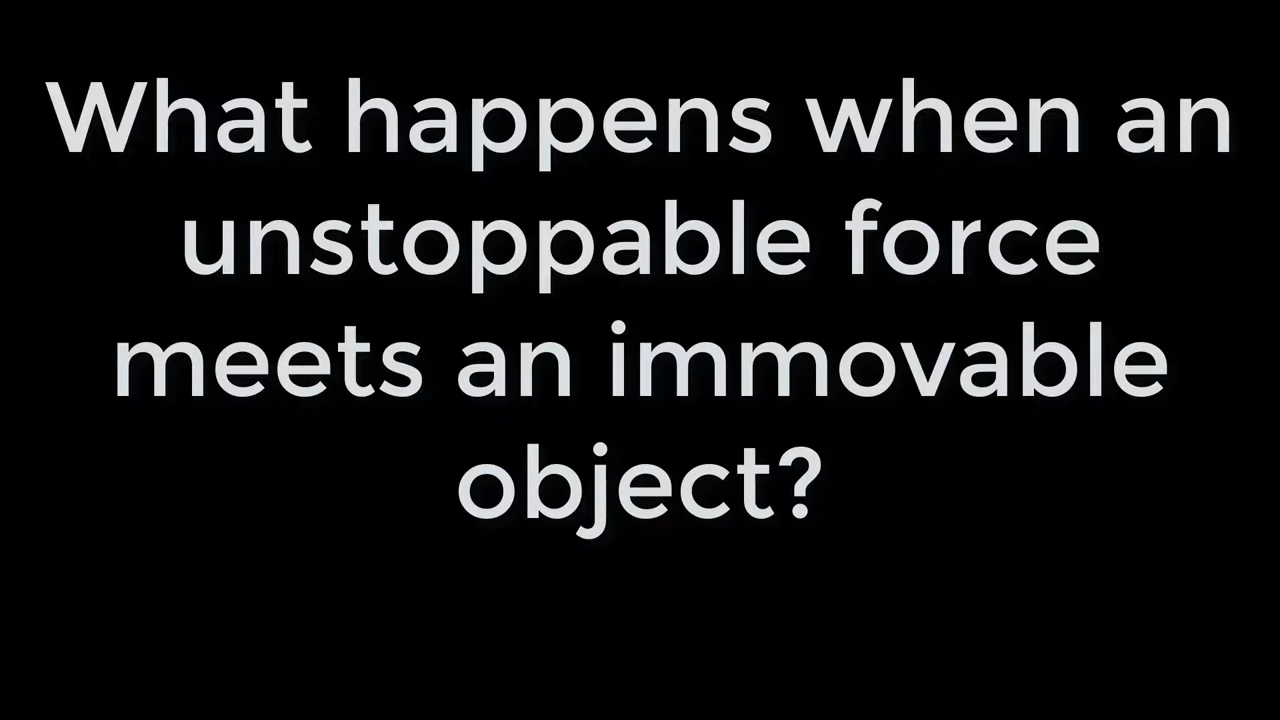 What happens when an
unstoppable force
meets an immovable
object?